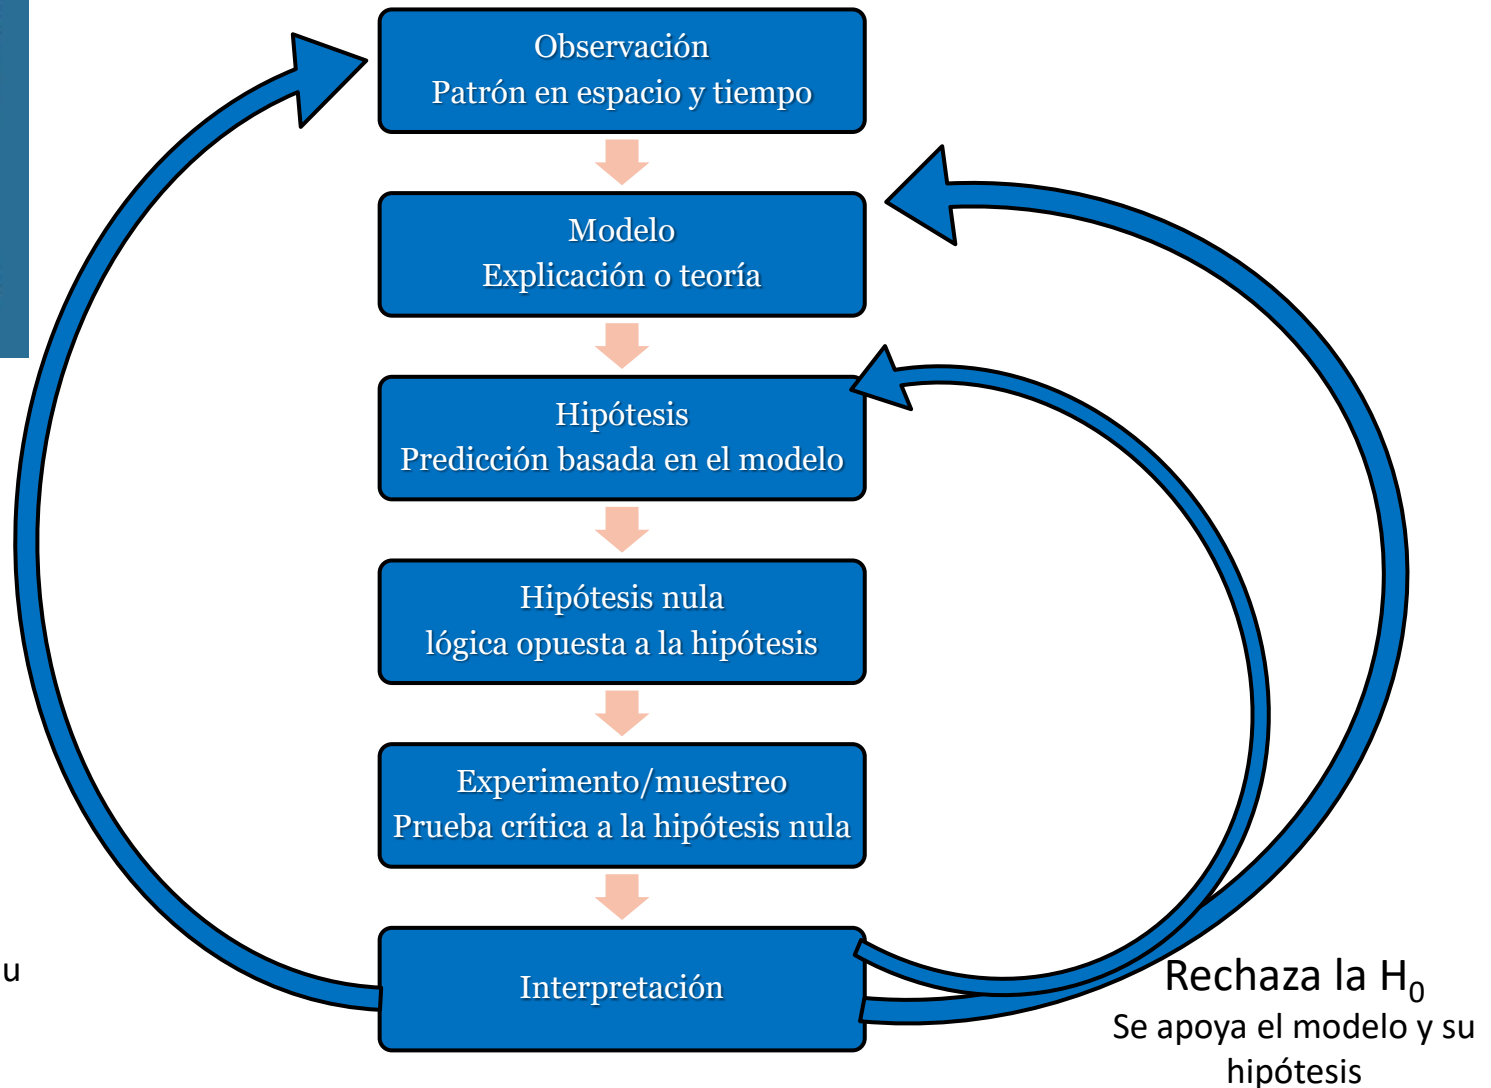 Observación
Patrón en espacio y tiempo
Modelo
Explicación o teoría
Hipótesis
Predicción basada en el modelo
Hipótesis nula
lógica opuesta a la hipótesis
Experimento/muestreo
Prueba crítica a la hipótesis nula
Interpretación
u
Rechaza la H₀
Se apoya el modelo y su
hipótesis